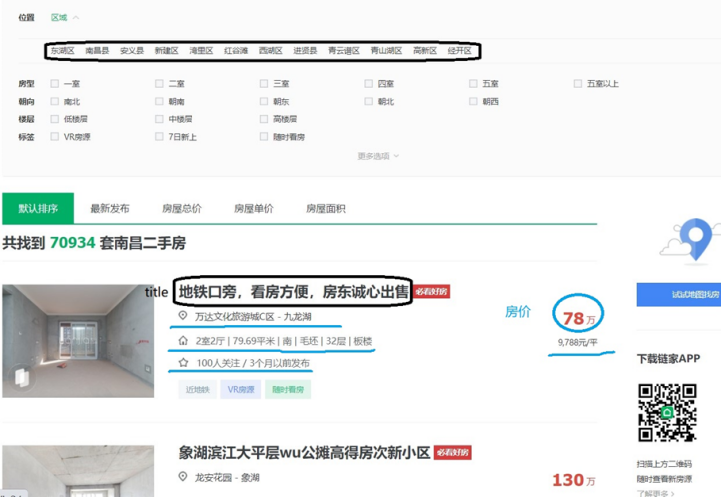 位置 区域
东湖区 南昌县 安义县 新建区 湾里区 红谷滩 西湖区 进贤县 青云谱区 青山湖区 高新区 经开区
房型 一室 二室 三室 四室 五室 五室以上
朝向 南北 朝南 朝东 朝北 朝西
楼层 低楼层 中楼层 高楼层
标签 VR房源 7日新上 随时看房
更多选项
默认排序 最新发布 房屋总价 房屋单价 房屋面积
共找到 70934 套南昌二手房
title 地铁口旁，看房方便，房东诚心出售 必看好房
万达文化旅游城C区 - 九龙湖
房价 78万
2室2厅 | 79.69平米 | 南 | 毛坯 | 32层 | 板楼
9,788元/平
100人关注 / 3个月以前发布
近地铁 VR房源 随时看房
试试地图找房
下载链家APP
扫描上方二维码
随时查看新房源
了解更多 >
象湖滨江大平层wu公摊高得房次新小区 必看好房
龙安花园 - 象湖
130万